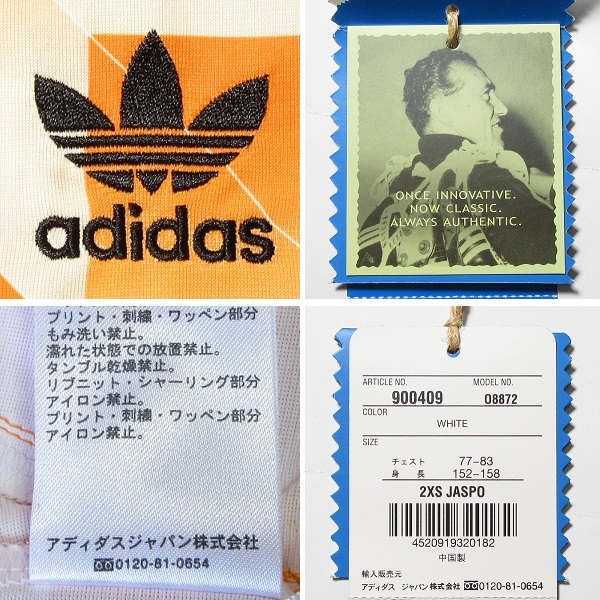 adidas
ONCE INNOVATIVE.
NOW CLASSIC.
ALWAYS AUTHENTIC.
プリント・刺繍・ワッペン部分
もみ洗い禁止。
濡れた状態での放置禁止。
タンブル乾燥禁止。
リブニット・シャーリング部分
アイロン禁止。
プリント・刺繍・ワッペン部分
アイロン禁止。
アディダスジャパン株式会社
0120-81-0654
ARTICLE NO. MODEL NO.
900409 O8872
COLOR
WHITE
SIZE
チェスト 77-83
身 長 152-158
2XS JASPO
4520919320182
中国製
輸入販売元
アディダス ジャパン株式会社 0120-81-0654